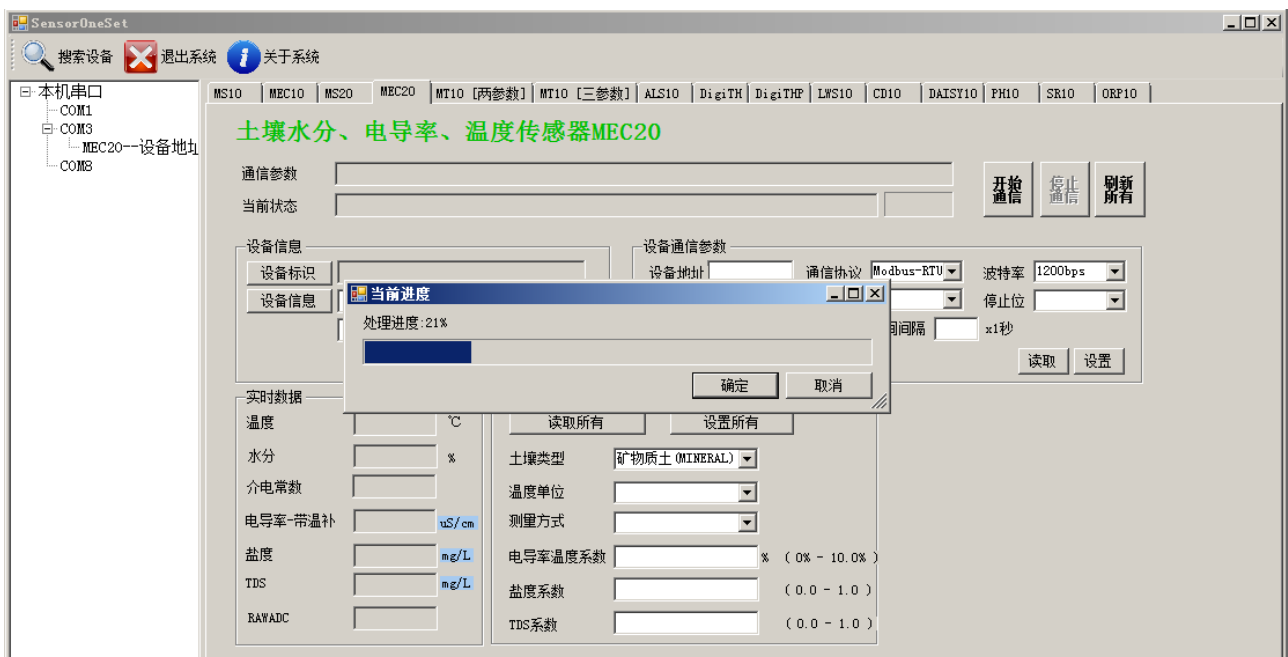 SensorOneSet
搜索设备 退出系统 关于系统
本机串口
COM1
COM3
MEC20--设备地址
COM8
MS10 MEC10 MS20 MEC20 MT10 [两参数] MT10 [三参数] ALS10 DigiTH DigiTHP LWS10 CD10 DAISY10 PH10 SR10 ORP10
土壤水分、电导率、温度传感器MEC20
通信参数
当前状态
开始通信
停止通信
刷新所有
设备信息
设备标识
设备信息
设备通信参数
设备地址 通信协议 Modbus-RTU 波特率 1200bps
停止位
间隔 x1秒
读取 设置
当前进度
处理进度:21%
确定 取消
实时数据
温度 ℃
水分 %
介电常数
电导率-带温补 uS/cm
盐度 mg/L
TDS mg/L
RAWADC
读取所有 设置所有
土壤类型 矿物质土(MINERAL)
温度单位
测量方式
电导率温度系数 % ( 0% - 10.0% )
盐度系数 ( 0.0 - 1.0 )
TDS系数 ( 0.0 - 1.0 )